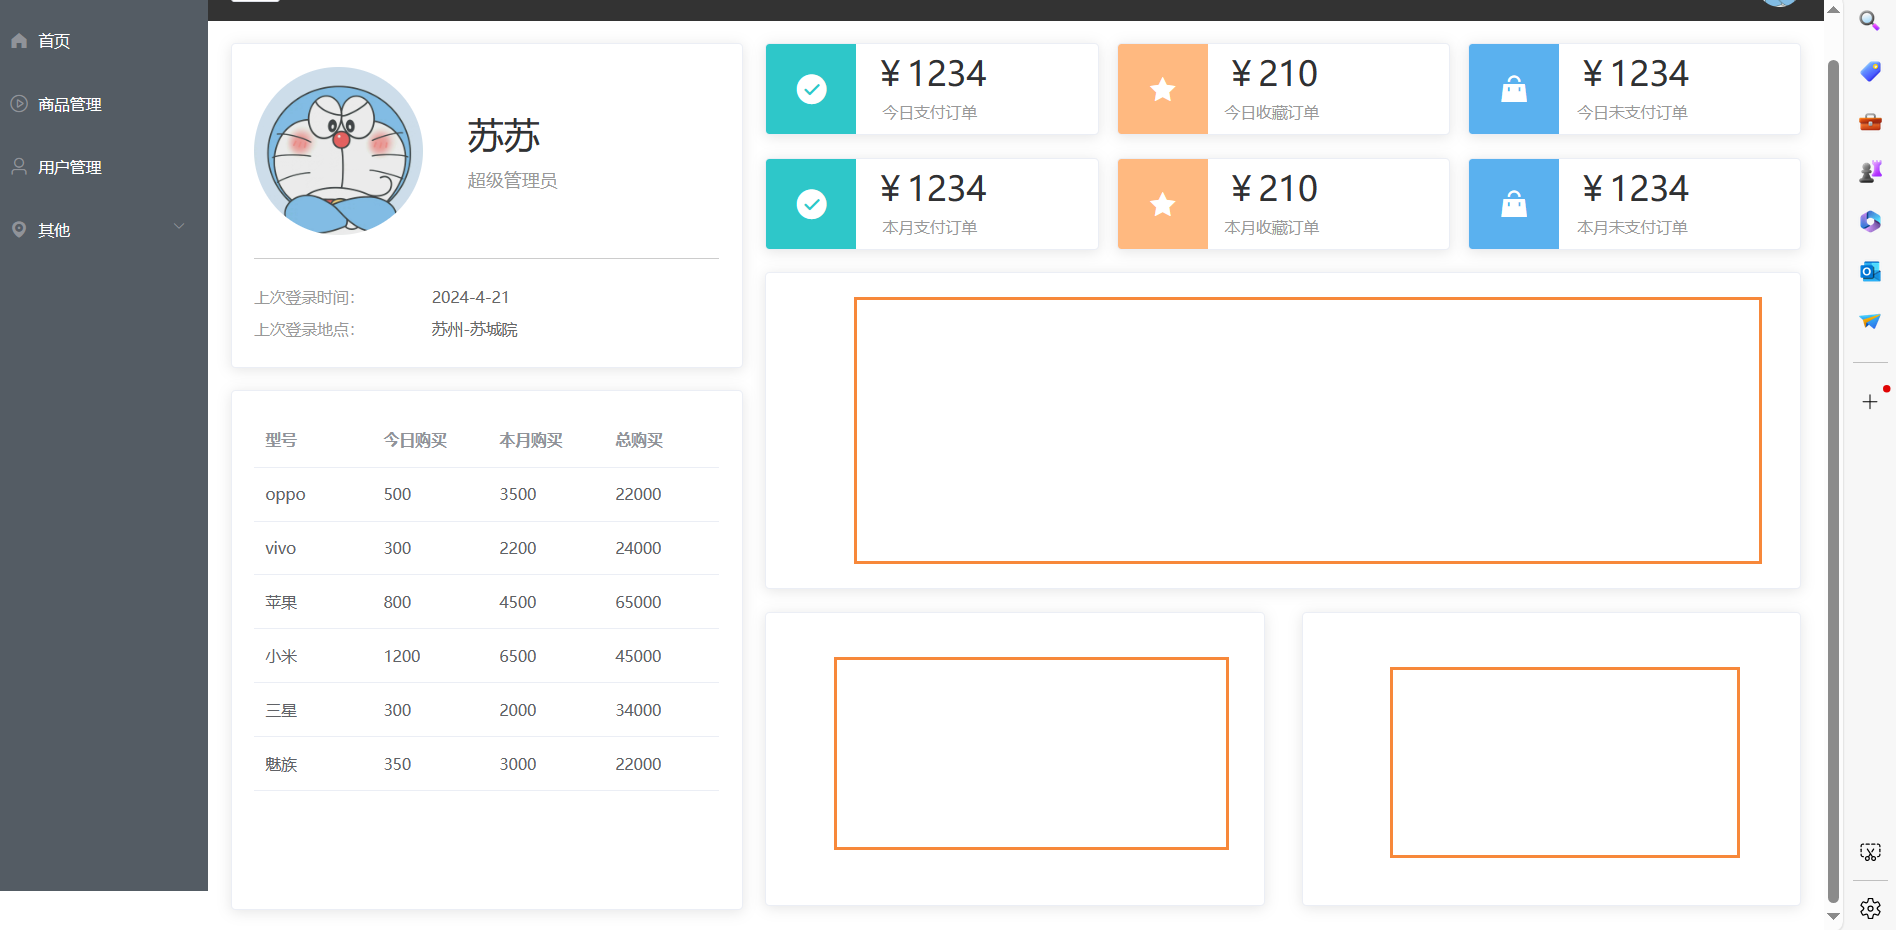 首页
商品管理
用户管理
其他
苏苏
超级管理员
上次登录时间： 2024-4-21
上次登录地点： 苏州-苏城院
型号 今日购买 本月购买 总购买
oppo 500 3500 22000
vivo 300 2200 24000
苹果 800 4500 65000
小米 1200 6500 45000
三星 300 2000 34000
魅族 350 3000 22000
￥1234
今日支付订单
￥210
今日收藏订单
￥1234
今日未支付订单
￥1234
本月支付订单
￥210
本月收藏订单
￥1234
本月未支付订单